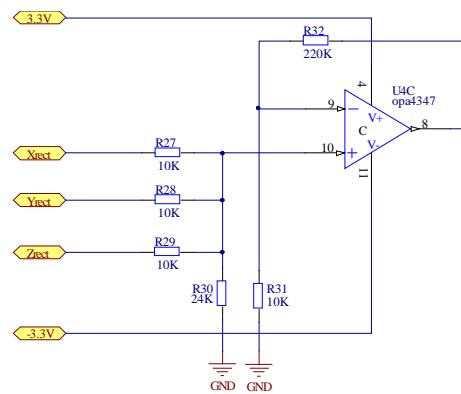 3.3V
R32
220K
4
U4C
opa4347
9
V+
C
8
R27
Xrect
10
V-
10K
11
R28
Yrect
10K
R29
Zrect
10K
R30
24K
R31
10K
-3.3V
GND
GND